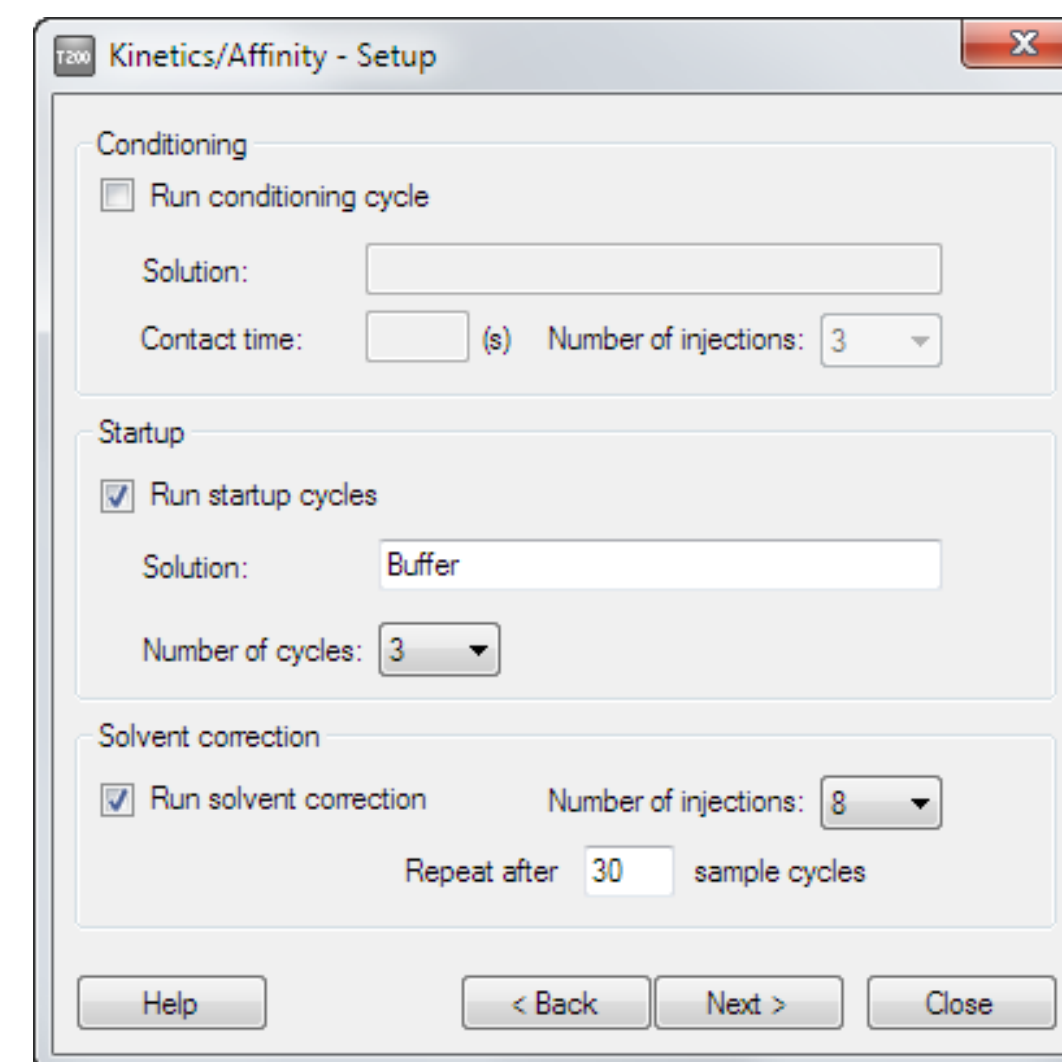 T200 Kinetics/Affinity - Setup
Conditioning
Run conditioning cycle
Solution:
Contact time: (s) Number of injections: 3
Startup
Run startup cycles
Solution: Buffer
Number of cycles: 3
Solvent correction
Run solvent correction Number of injections: 8
Repeat after 30 sample cycles
Help < Back Next > Close